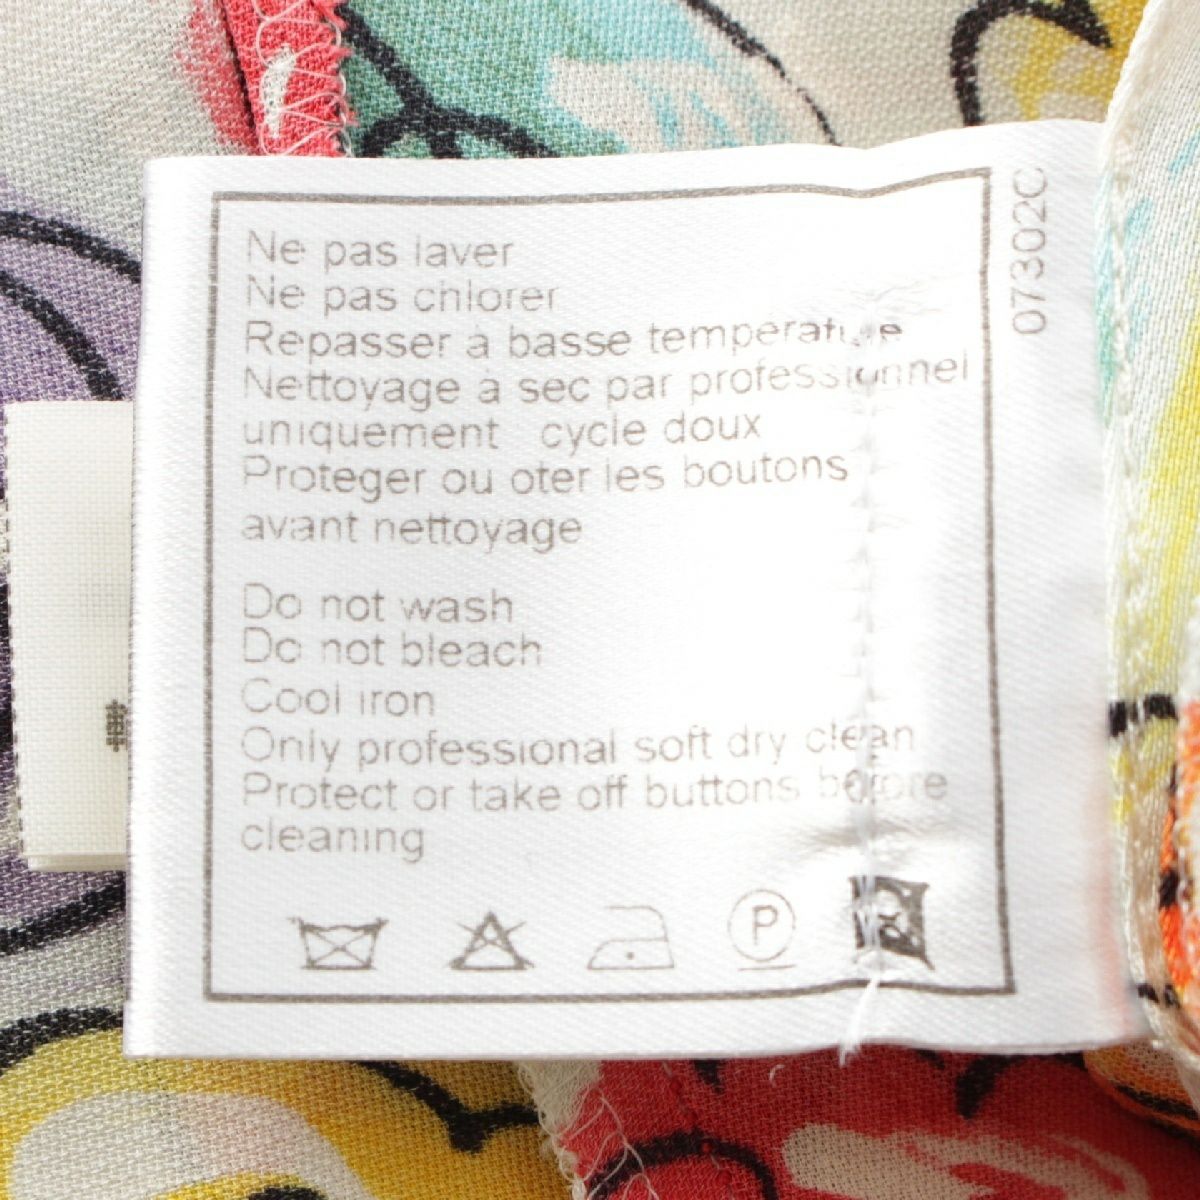 Ne pas laver
Ne pas chlorer
Repasser à basse température
Nettoyage à sec par professionnel
uniquement cycle doux
Proteger ou oter les boutons
avant nettoyage
Do not wash
Do not bleach
Cool iron
Only professional soft dry clean
Protect or take off buttons before
cleaning
P
07302C